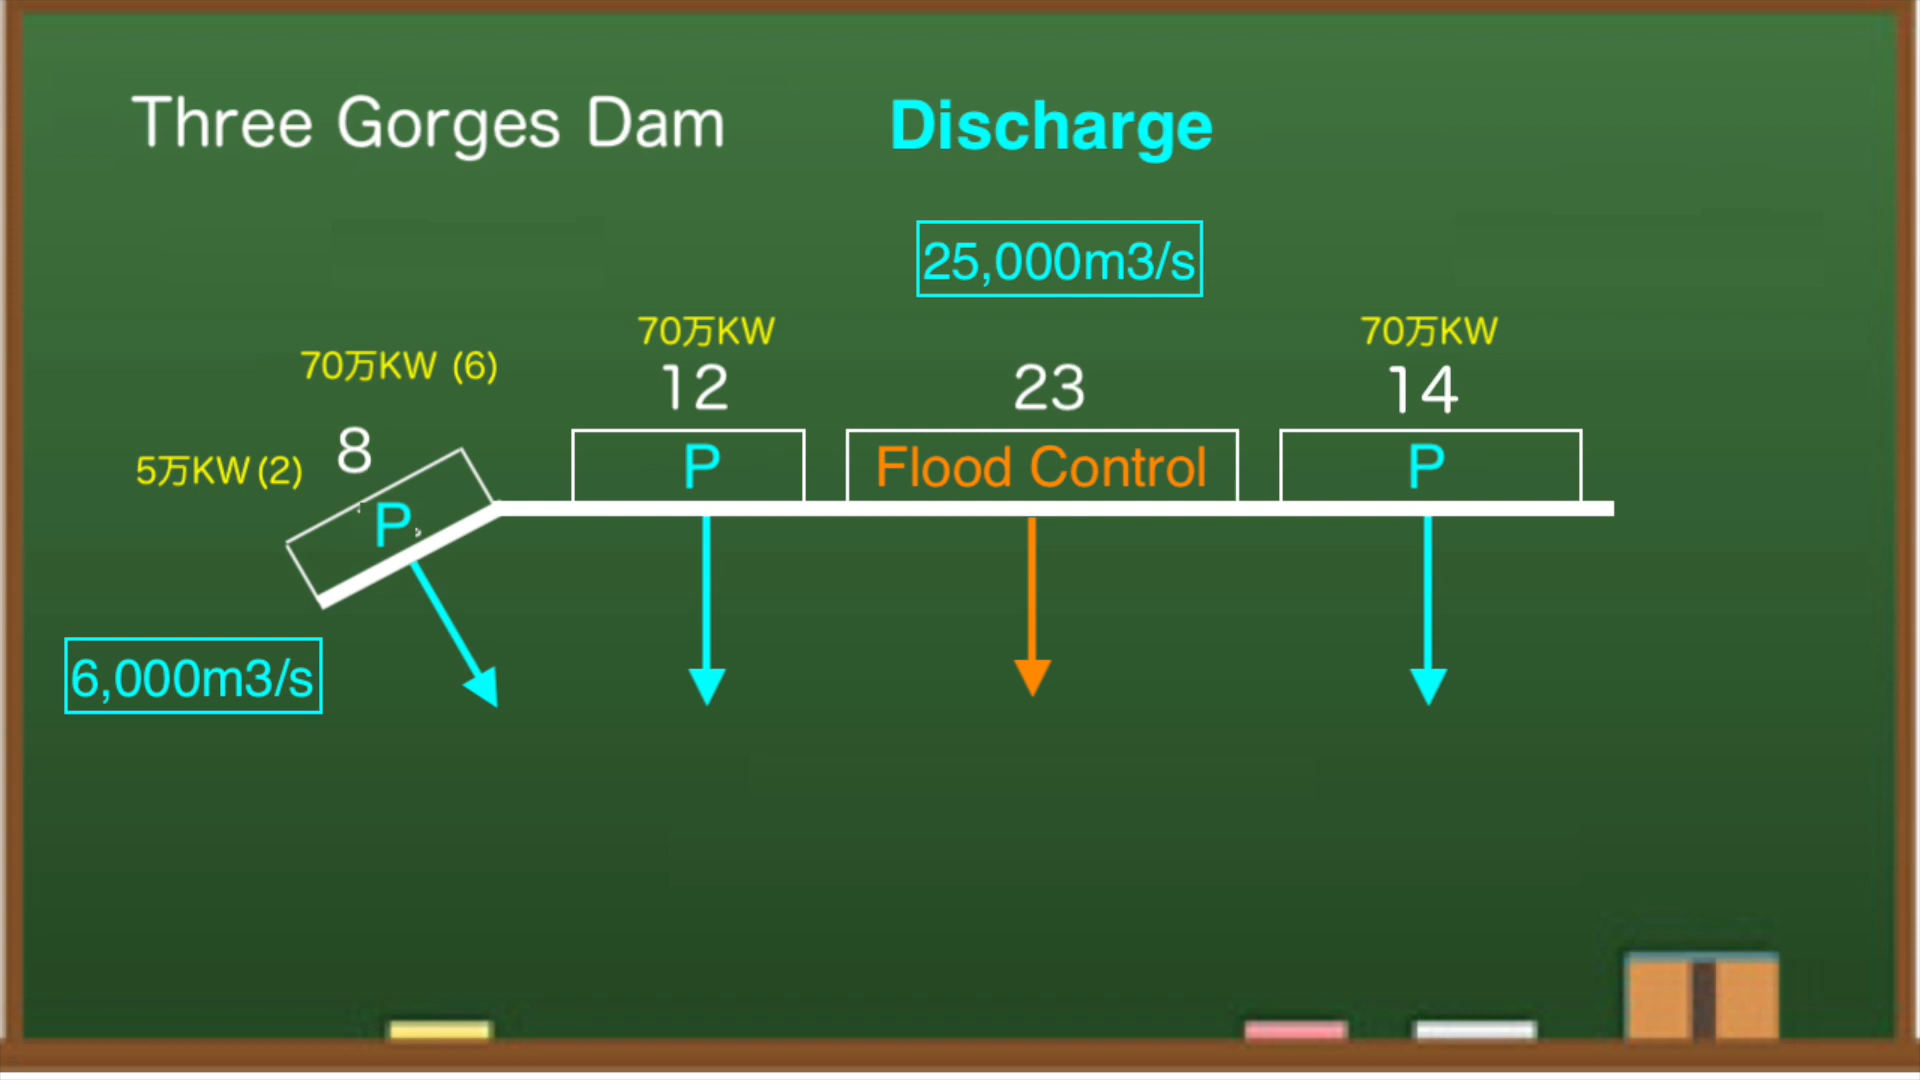 Three Gorges Dam
Discharge
25,000m3/s
70万KW
70万KW
70万KW (6)
12
23
14
8
5万KW(2)
P
Flood Control
P
P
6,000m3/s